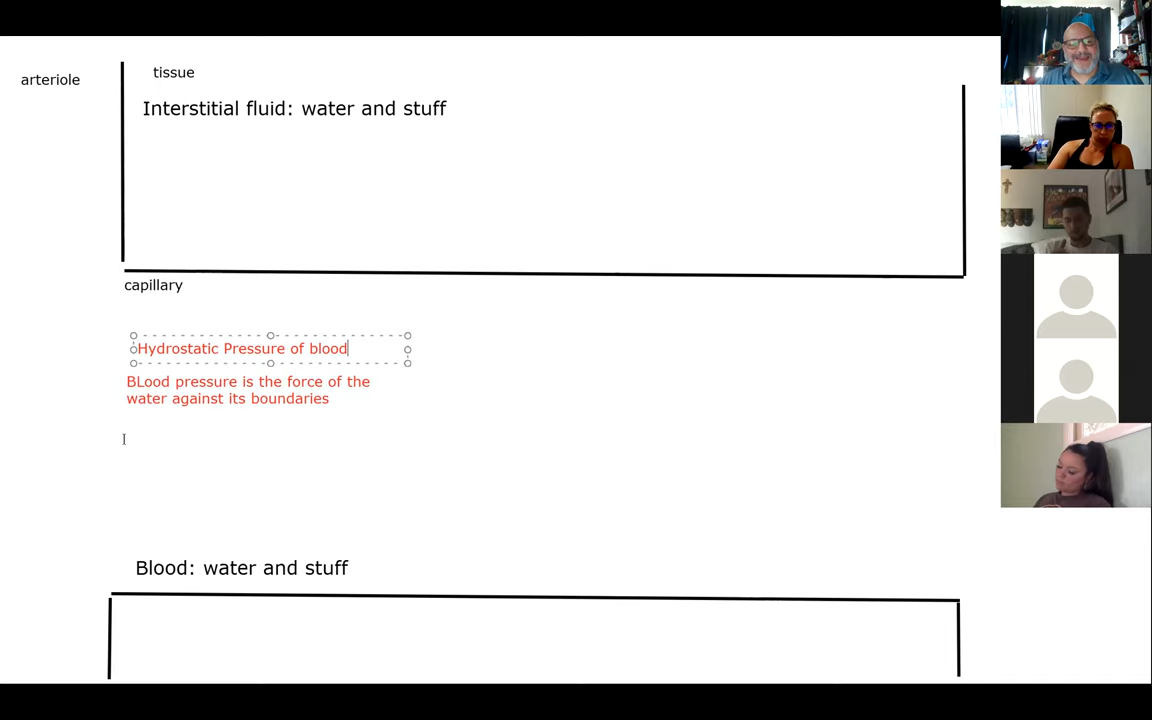 arteriole
tissue
Interstitial fluid: water and stuff
capillary
Hydrostatic Pressure of blood
BLood pressure is the force of the
water against its boundaries
Blood: water and stuff